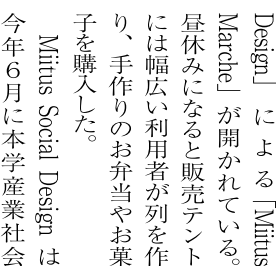 Design」による「Miitus
Marche」が開かれている。
昼休みになると販売テント
には幅広い利用者が列を作
り、手作りのお弁当やお菓
子を購入した。
Miitus Social Design は
今年６月に本学産業社会